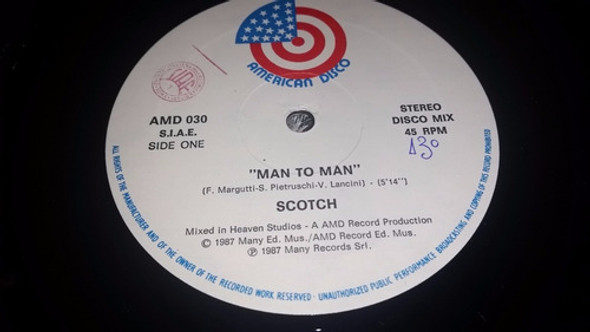 AMERICAN DISCO
AMD 030
S.I.A.E.
SIDE ONE
STEREO
DISCO MIX
45 RPM
130
"MAN TO MAN"
(F. Margutti-S. Pietruschi-V. Lancini) - (5'14'')
SCOTCH
Mixed in Heaven Studios - A AMD Record Production
© 1987 Many Ed. Mus./AMD Record Ed. Mus.
℗ 1987 Many Records Srl.
ALL RIGHTS OF THE MANUFACTURER AND OF THE OWNER OF THE RECORDED WORK RESERVED · UNAUTHORIZED PUBLIC PERFORMANCE BROADCASTING AND COPYING OF THIS RECORD PROHIBITED